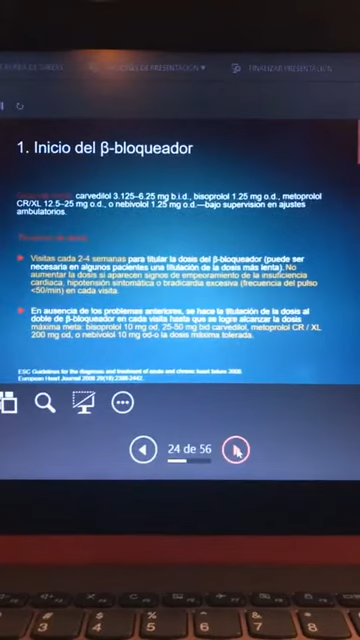 FINALIZAR PRESENTACIÓN
1. Inicio del β-bloqueador
carvedilol 3.125–6.25 mg b.i.d., bisoprolol 1.25 mg o.d., metoprolol
CR/XL 12.5–25 mg o.d., o nebivolol 1.25 mg o.d.—bajo supervisión en ajustes
ambulatorios.
Visitas cada 2-4 semanas para titular la dosis del β-bloqueador (puede ser
necesaria en algunos pacientes una titulación de la dosis más lenta). No
aumentar la dosis si aparecen signos de empeoramiento de la insuficiencia
cardiaca, hipotensión sintomática o bradicardia excesiva (frecuencia del pulso
<50/min) en cada visita.
En ausencia de los problemas anteriores, se hace la titulación de la dosis al
doble de β-bloqueador en cada visita hasta que se logre alcanzar la dosis
máxima meta: bisoprolol 10 mg od, 25-50 mg bid carvedilol, metoprolol CR / XL
200 mg od, o nebivolol 10 mg od-o la dosis máxima tolerada.
ESC Guidelines for the diagnosis and treatment of acute and chronic heart failure 2008.
European Heart Journal 2008 29(19):2388-2442.
24 de 56
3 4 5 6 7 8